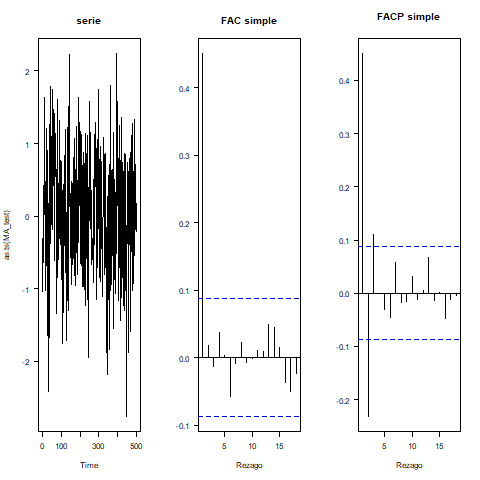 serie
FAC simple
FACP simple
as.ts(MA_test)
2
1
0
-1
-2
0 100 300 500
Time
0.4
0.3
0.2
0.1
0.0
-0.1
5 10 15
Rezago
0.4
0.3
0.2
0.1
0.0
-0.1
-0.2
5 10 15
Rezago